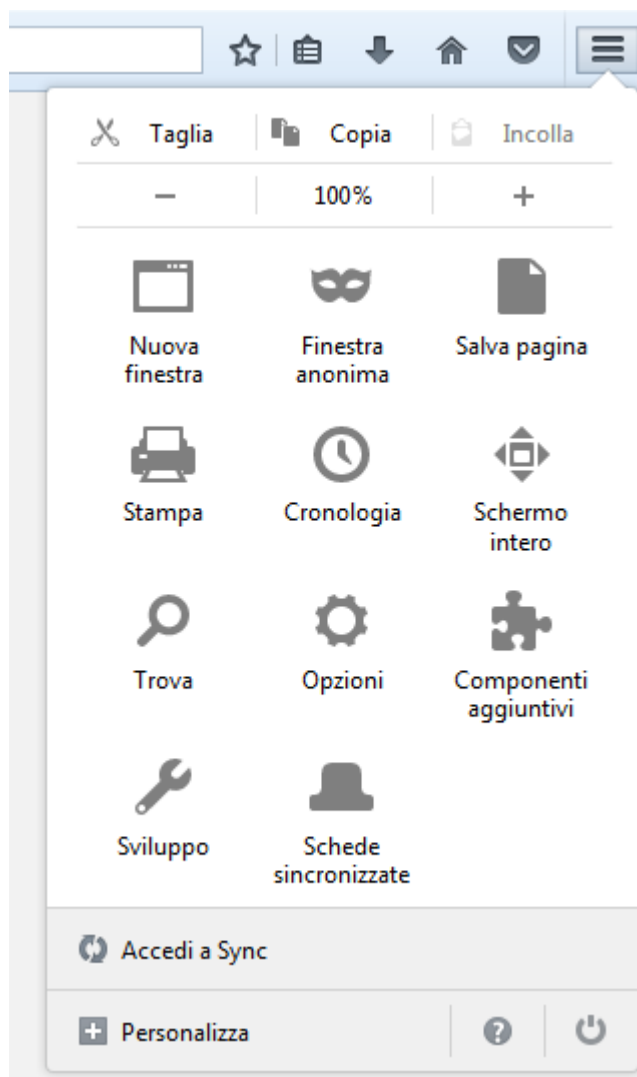 Taglia Copia Incolla
− 100% +
Nuova finestra
Finestra anonima
Salva pagina
Stampa
Cronologia
Schermo intero
Trova
Opzioni
Componenti aggiuntivi
Sviluppo
Schede sincronizzate
Accedi a Sync
Personalizza ?